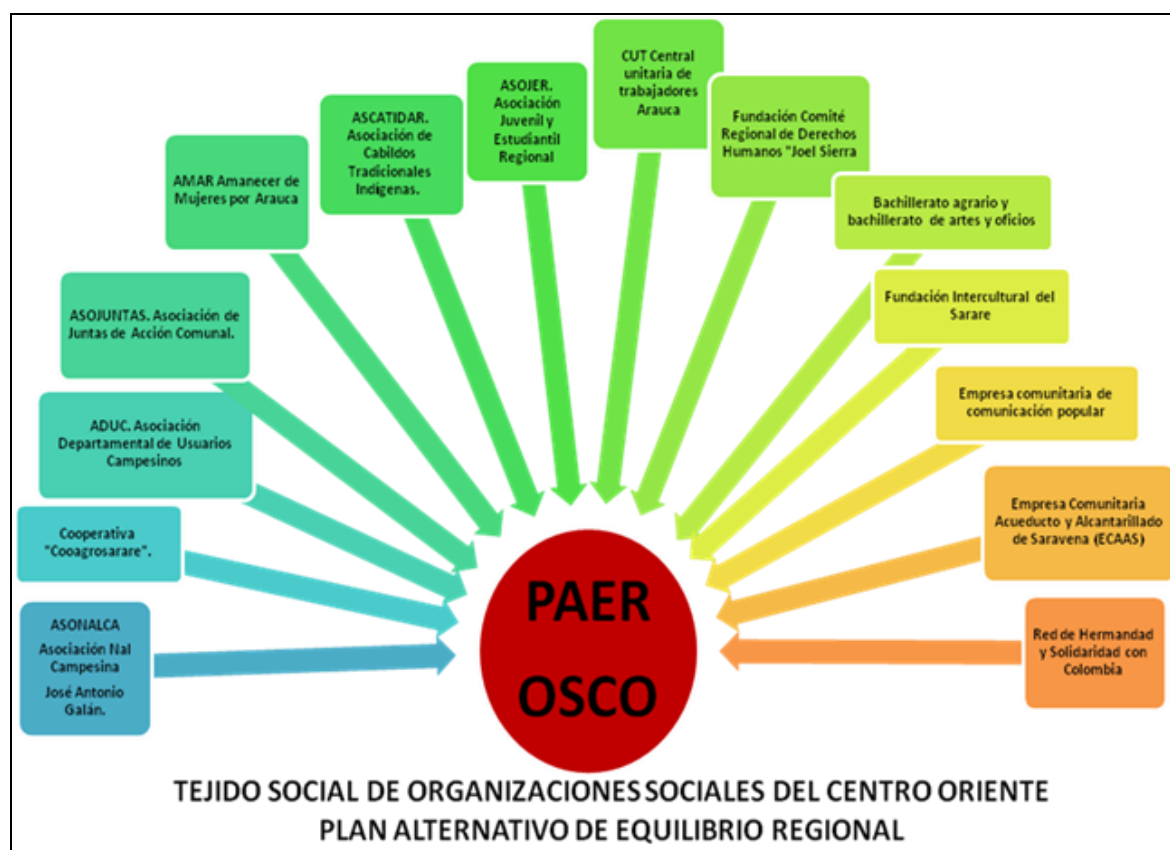 ASONALCA
Asociación Nal
Campesina
José Antonio
Galán.
Cooperativa
"Cooagrosarare".
ADUC. Asociación
Departamental de Usuarios
Campesinos
ASOJUNTAS. Asociación de
Juntas de Acción Comunal.
AMAR Amanecer de
Mujeres por Arauca
ASCATIDAR.
Asociación de
Cabildos
Tradicionales
Indígenas.
ASOJER.
Asociación
Juvenil y
Estudiantil
Regional
CUT Central
unitaria de
trabajadores
Arauca
Fundación Comité
Regional de Derechos
Humanos "Joel Sierra
Bachillerato agrario y
bachillerato de artes y oficios
Fundación Intercultural del
Sarare
Empresa comunitaria de
comunicación popular
Empresa Comunitaria
Acueducto y Alcantarillado
de Saravena (ECAAS)
Red de Hermandad
y Solidaridad con
Colombia
PAER
OSCO
TEJIDO SOCIAL DE ORGANIZACIONES SOCIALES DEL CENTRO ORIENTE
PLAN ALTERNATIVO DE EQUILIBRIO REGIONAL